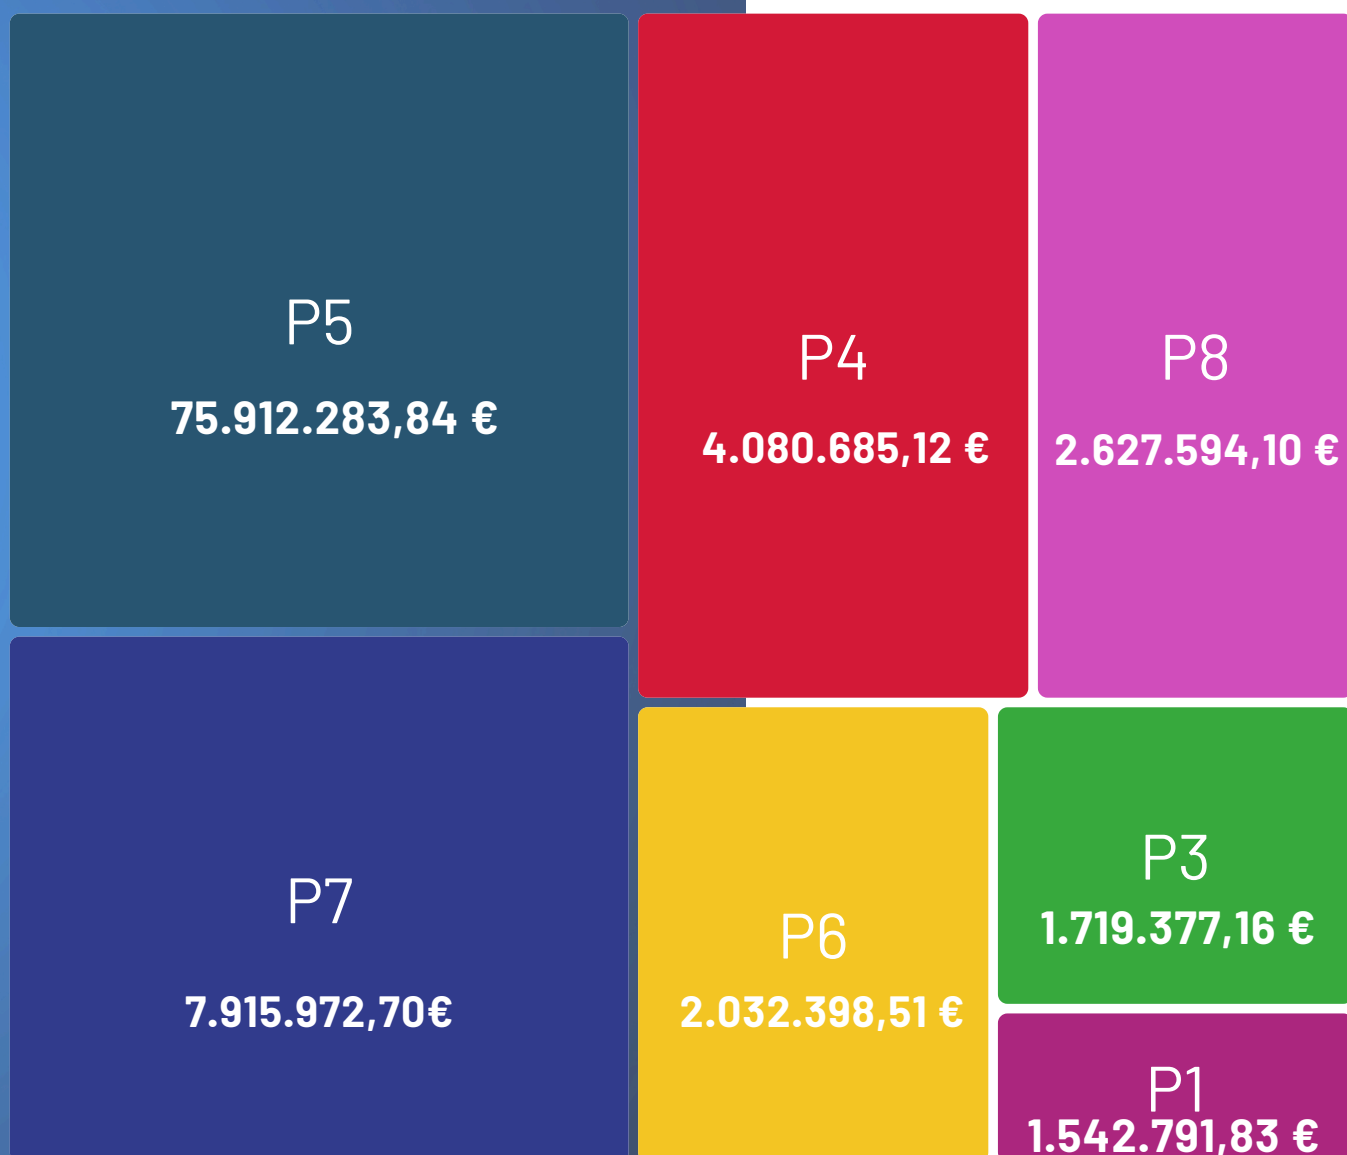 P5
75.912.283,84 €
P4
4.080.685,12 €
P8
2.627.594,10 €
P7
7.915.972,70€
P6
2.032.398,51 €
P3
1.719.377,16 €
P1
1.542.791,83 €